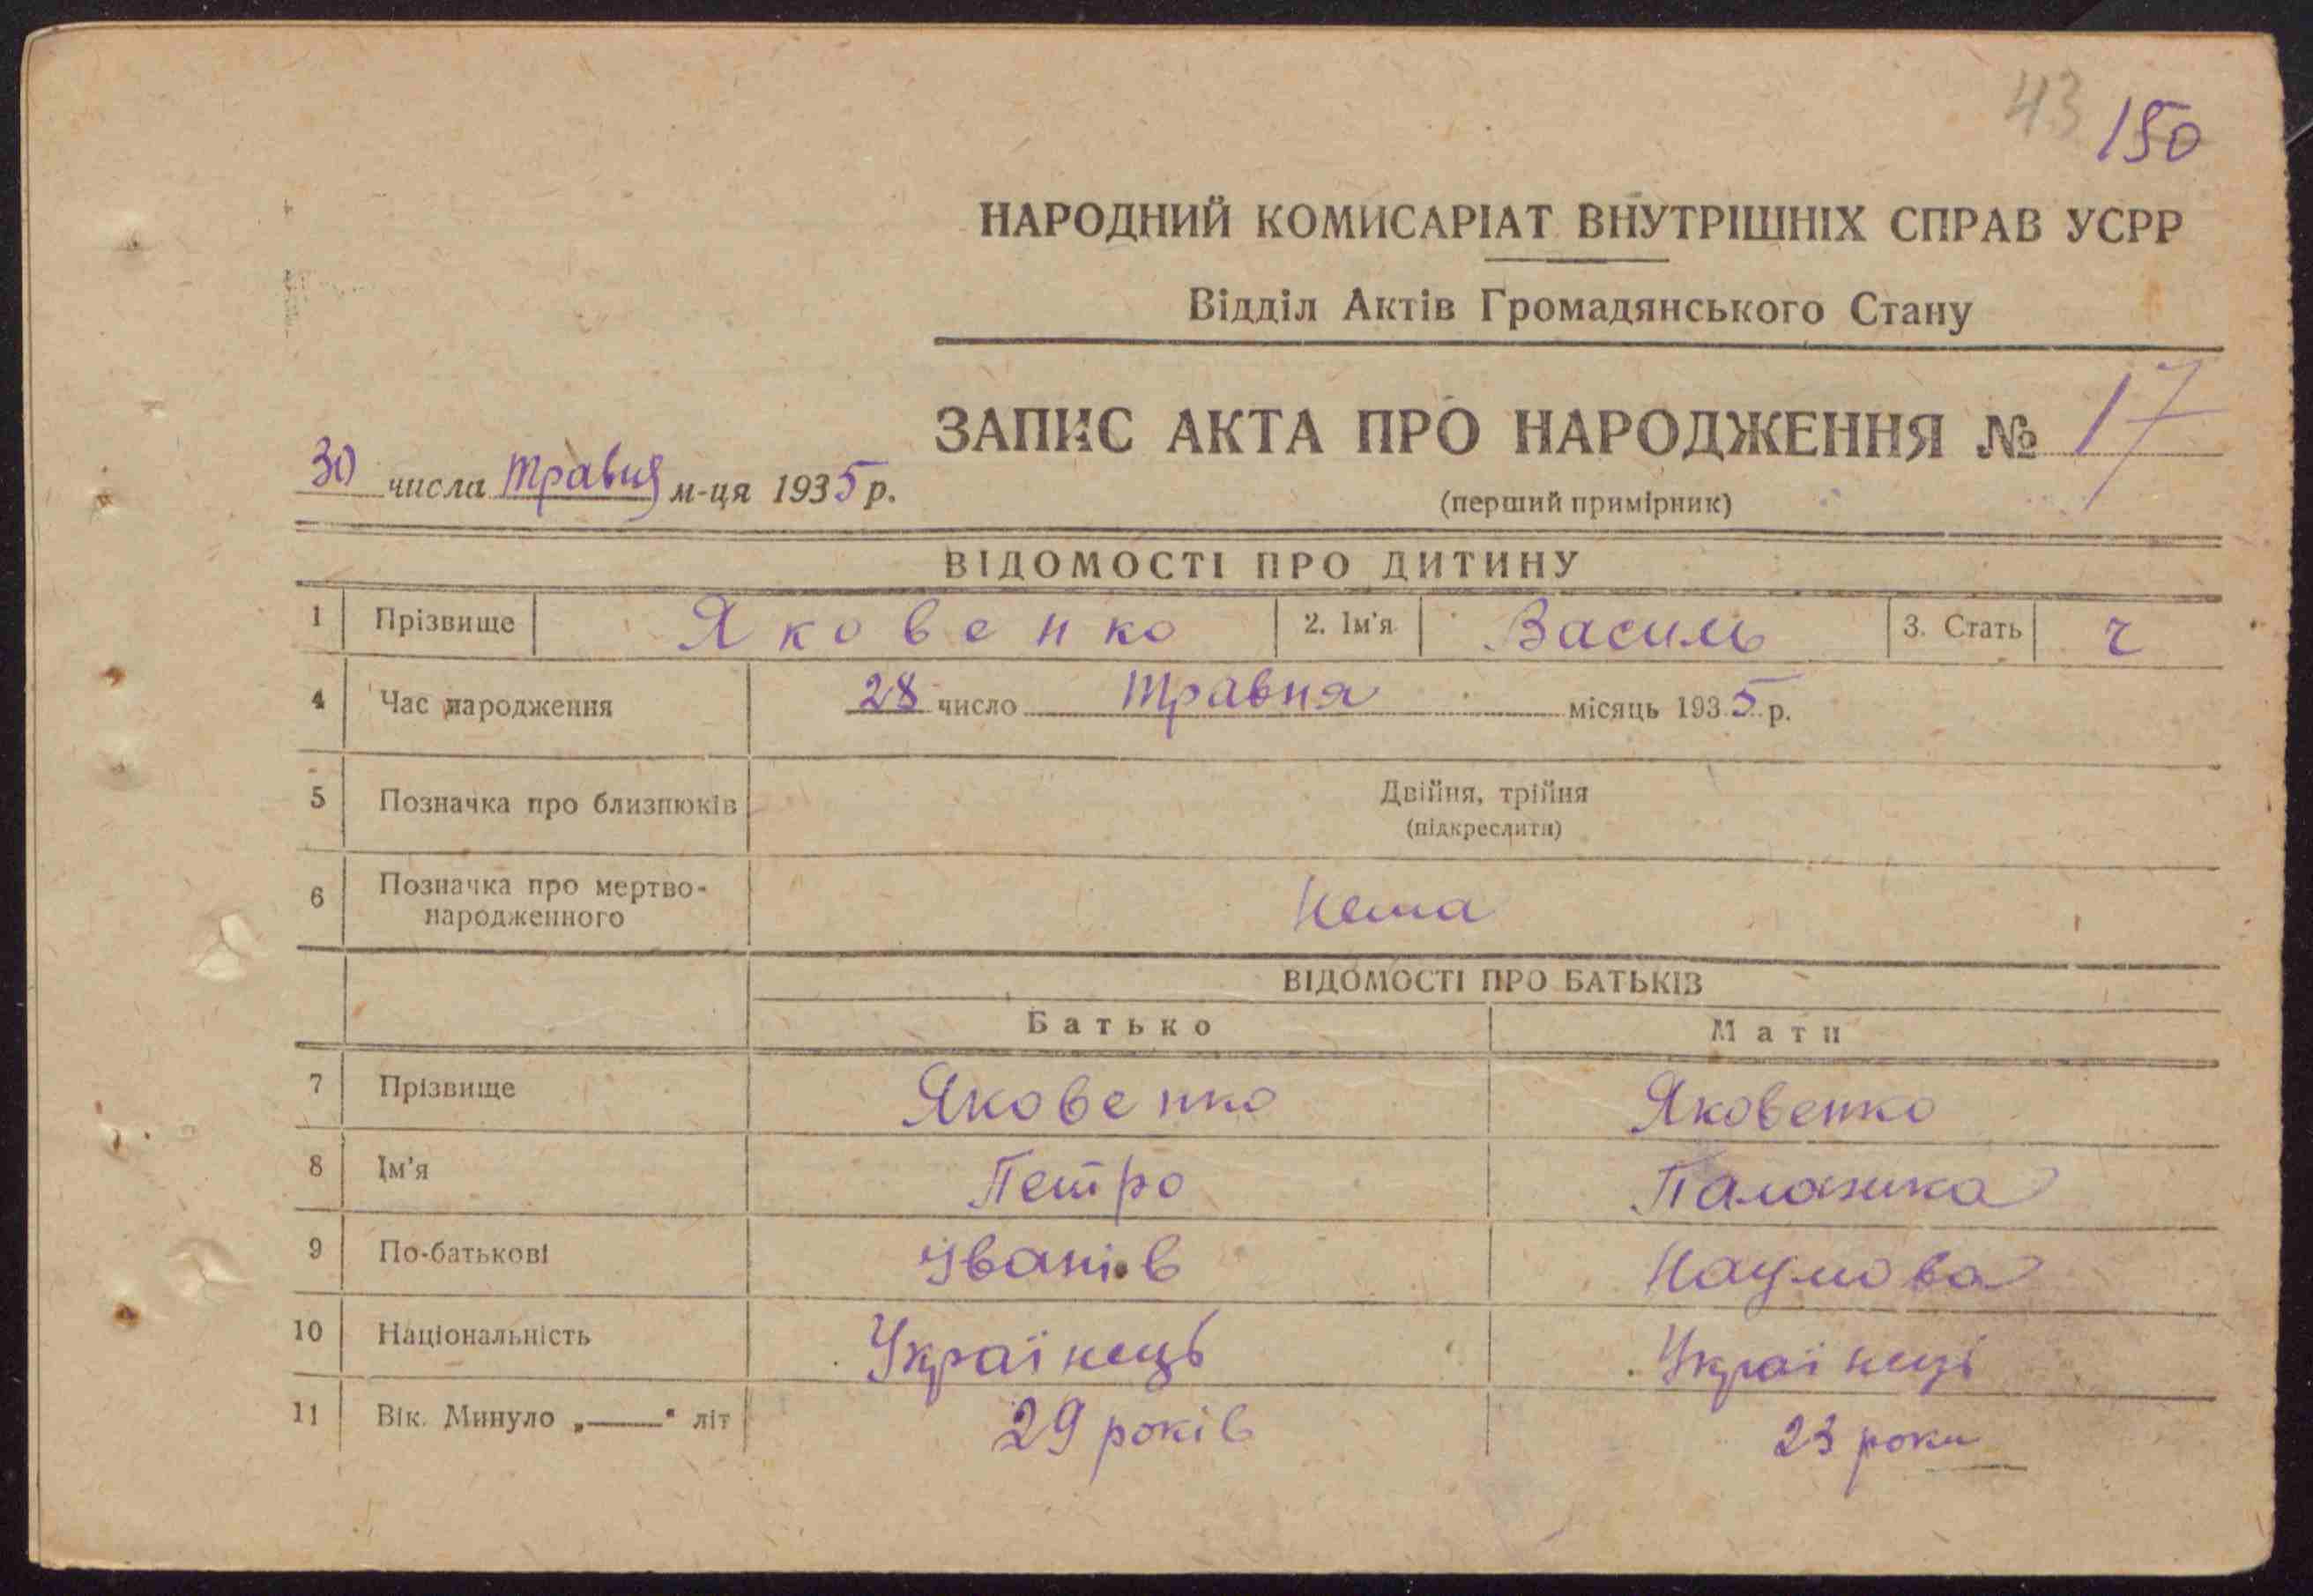 43 150
НАРОДНИЙ КОМИСАРІАТ ВНУТРІШНІХ СПРАВ УСРР
Відділ Актів Громадянського Стану
ЗАПИС АКТА ПРО НАРОДЖЕННЯ № 17
30 числа травня м-ця 1935 р.
(перший примірник)
ВІДОМОСТІ ПРО ДИТИНУ
1 Прізвище Яковенко 2. Ім'я Василь 3. Стать ч
4 Час народження 28 число травня місяць 1935 р.
5 Позначка про близнюків Двійня, трійня
(підкреслити)
6 Позначка про мертво-
народженного Нема
ВІДОМОСТІ ПРО БАТЬКІВ
Батько Мати
7 Прізвище Яковенко Яковенко
8 Ім'я Петро Палажка
9 По-батькові Іванів Наумова
10 Національність Українець Українці
11 Вік. Минуло „——" літ 29 років 23 роки